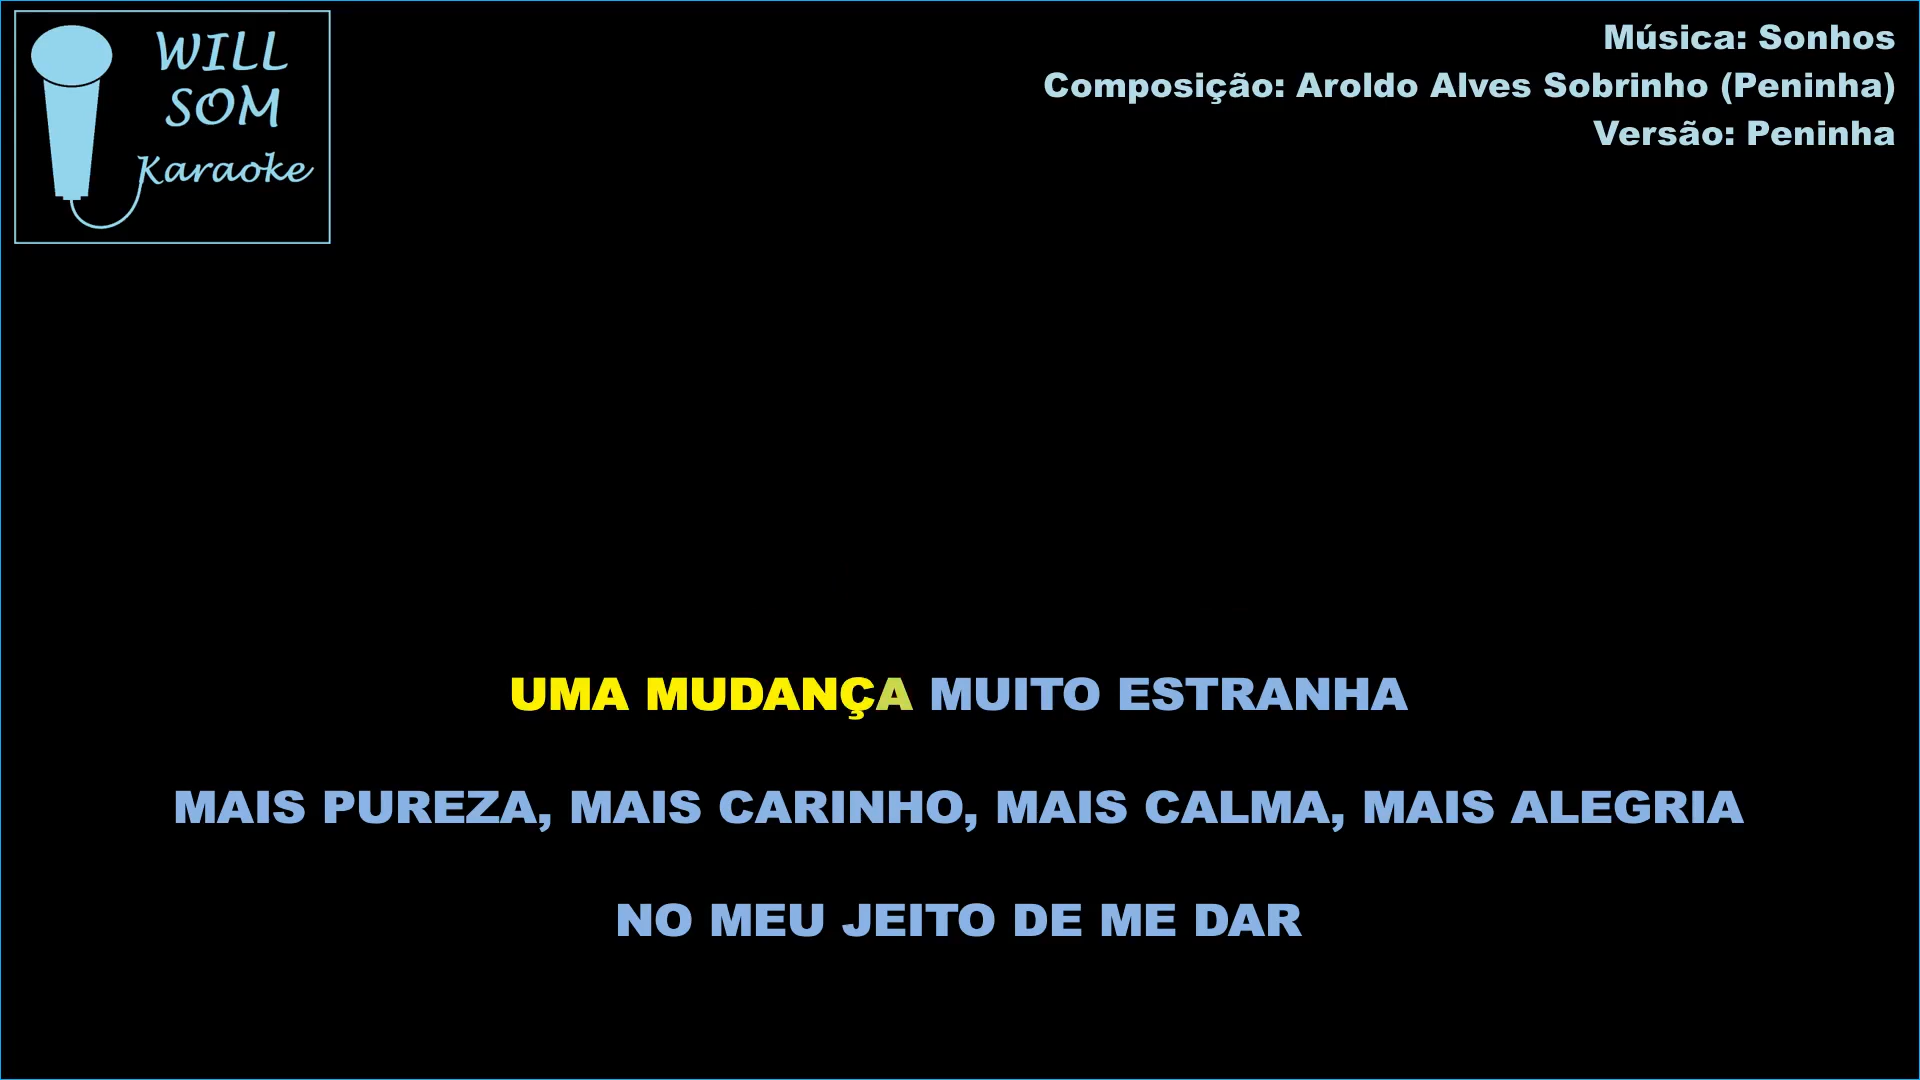 WILL
SOM
Karaoke
Música: Sonhos
Composição: Aroldo Alves Sobrinho (Peninha)
Versão: Peninha
UMA MUDANÇA MUITO ESTRANHA
MAIS PUREZA, MAIS CARINHO, MAIS CALMA, MAIS ALEGRIA
NO MEU JEITO DE ME DAR